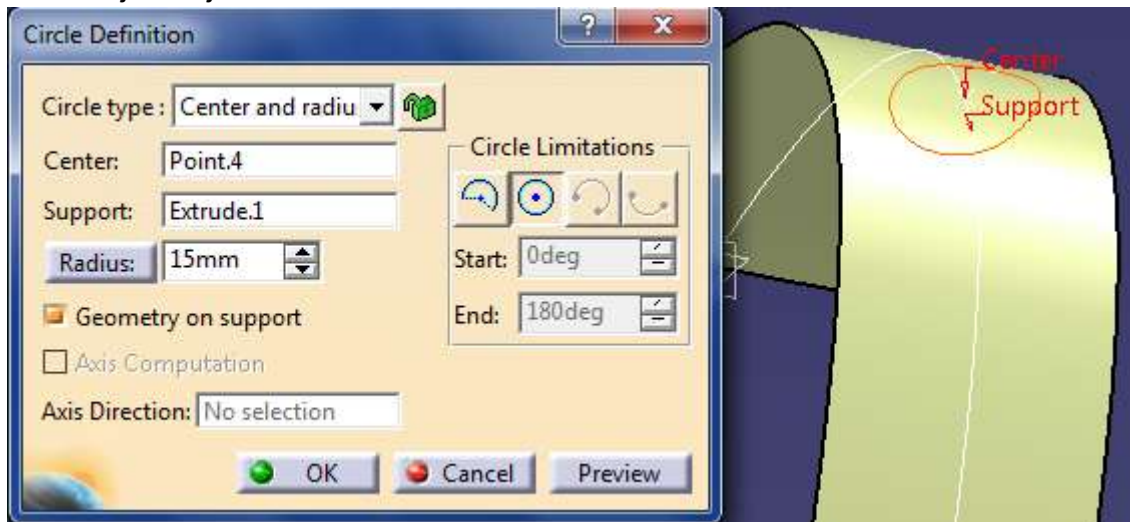 Circle Definition
? X
Circle type : Center and radiu
Center: Point.4
Support: Extrude.1
Radius: 15mm
Geometry on support
Axis Computation
Axis Direction: No selection
Circle Limitations
Start: 0deg
End: 180deg
OK Cancel Preview
Center
Support